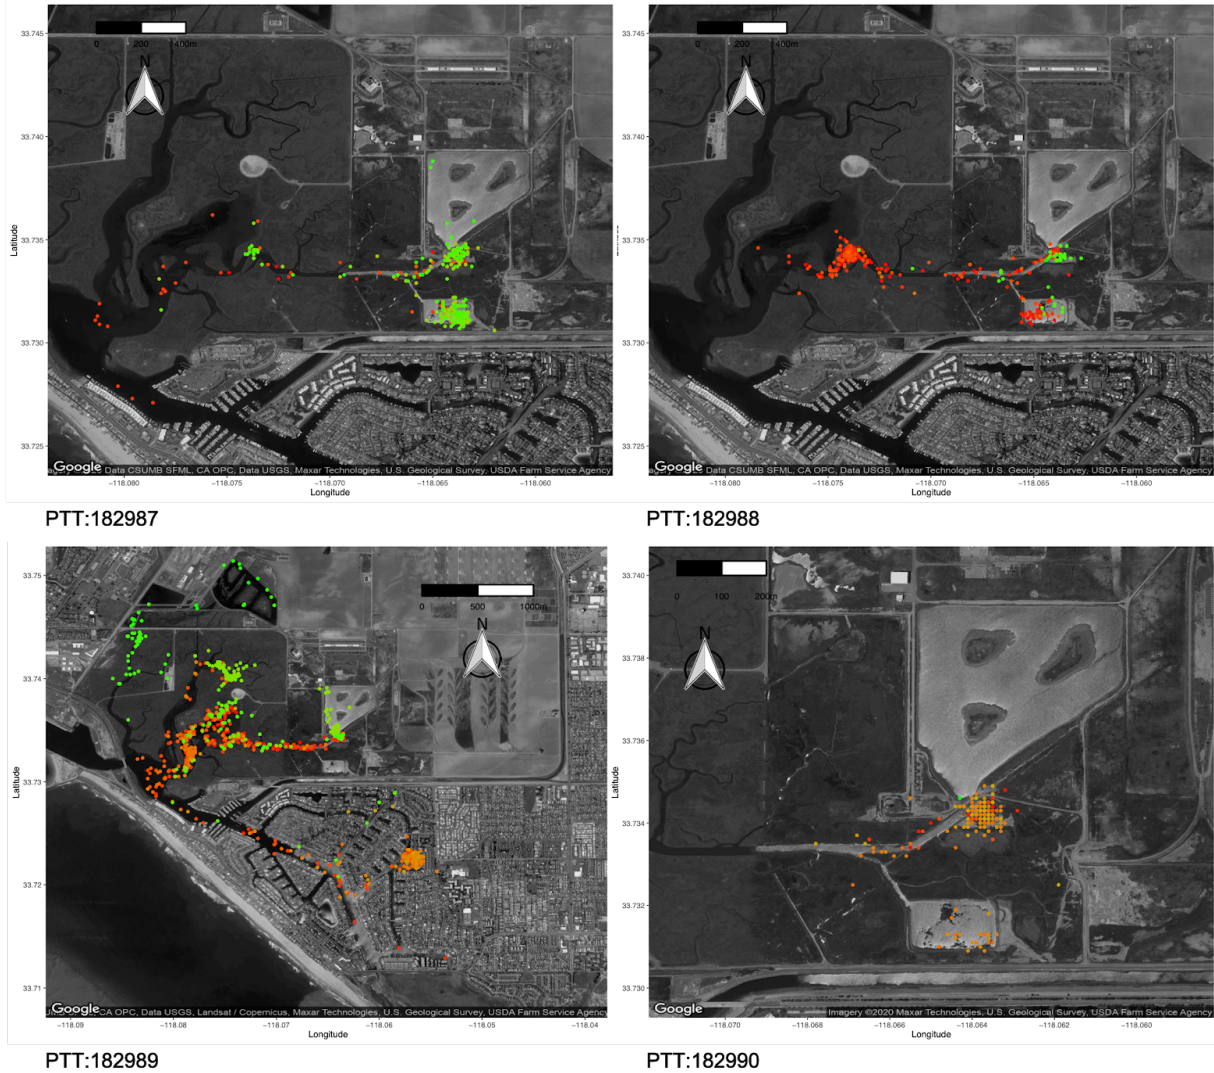 33.745
33.740
33.735
33.730
33.725
Latitude
0 200 400m
N
Google
Data CSUMB SFML, CA OPC, Data USGS, Maxar Technologies, U.S. Geological Survey, USDA Farm Service Agency
−118.080 −118.075 −118.070 −118.065 −118.060
Longitude
PTT:182987
33.745
33.740
33.735
33.730
33.725
0 200 400m
N
Google
Data CSUMB SFML, CA OPC, Data USGS, Maxar Technologies, U.S. Geological Survey, USDA Farm Service Agency
−118.080 −118.075 −118.070 −118.065 −118.060
Longitude
PTT:182988
33.75
33.74
33.73
33.72
33.71
Latitude
0 500 1000m
N
Google
CA OPC, Data USGS, Landsat / Copernicus, Maxar Technologies, U.S. Geological Survey, USDA Farm Service Agency
−118.09 −118.08 −118.07 −118.06 −118.05 −118.04
Longitude
PTT:182989
33.740
33.738
33.736
33.734
33.732
33.730
Latitude
0 100 200m
N
Google
Imagery ©2020 Maxar Technologies, U.S. Geological Survey, USDA Farm Service Agency
−118.070 −118.068 −118.066 −118.064 −118.062 −118.060
Longitude
PTT:182990